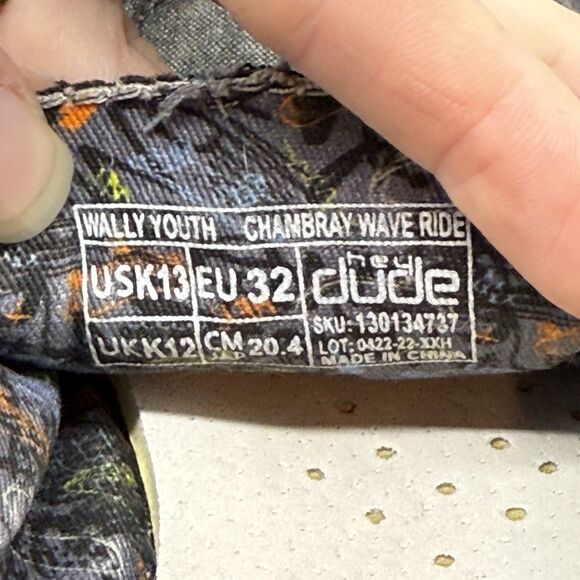 WALLY YOUTH CHAMBRAY WAVE RIDE
USK13 EU 32 hey dude
SKU: 130134737
UKK12 CM JAP 20.4 LOT: 0422-22-XXH
MADE IN CHINA